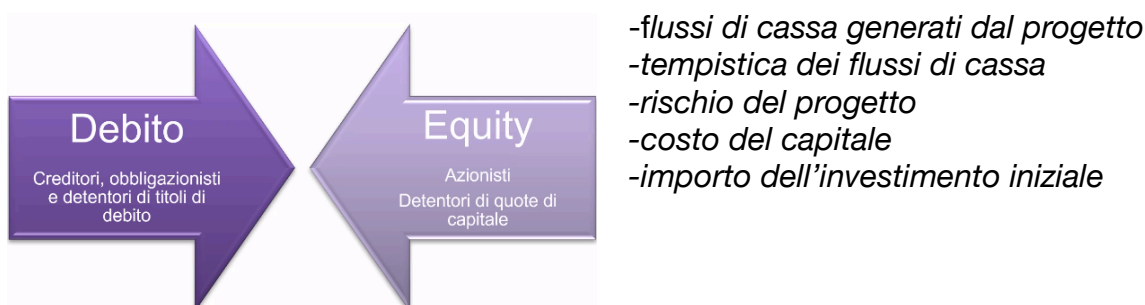 Debito
Creditori, obbligazionisti
e detentori di titoli di
debito
Equity
Azionisti
Detentori di quote di
capitale
-flussi di cassa generati dal progetto
-tempistica dei flussi di cassa
-rischio del progetto
-costo del capitale
-importo dell’investimento iniziale